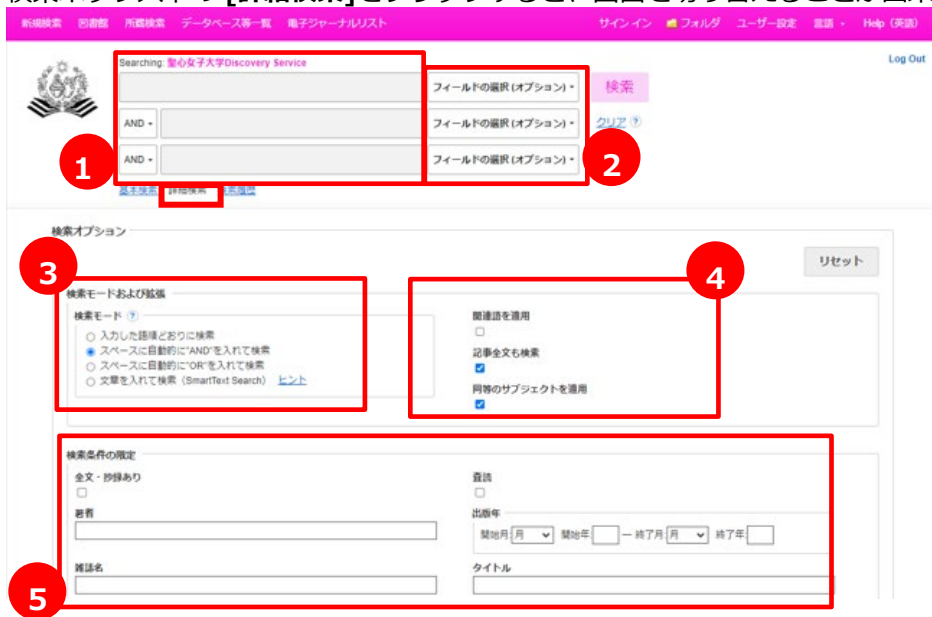 [詳細検索]
新規検索 図書館 所蔵検索 データベース等一覧 電子ジャーナルリスト サインイン フォルダ ユーザー設定 言語 Help (英語)
Searching: 聖心女子大学Discovery Service Log Out
フィールドの選択 (オプション) 検索
AND フィールドの選択 (オプション) クリア ?
AND フィールドの選択 (オプション)
1
2
基本検索 詳細検索 検索履歴
検索オプション
リセット
3
4
検索モードおよび拡張
検索モード ?
入力した語順どおりに検索
スペースに自動的に"AND"を入れて検索
スペースに自動的に"OR"を入れて検索
文章を入れて検索 (SmartText Search) ヒント
関連語を適用
記事全文も検索
同等のサブジェクトを適用
検索条件の限定
全文・抄録あり 査読
著者 出版年
開始月: 月 開始年: — 終了月: 月 終了年:
雑誌名 タイトル
5